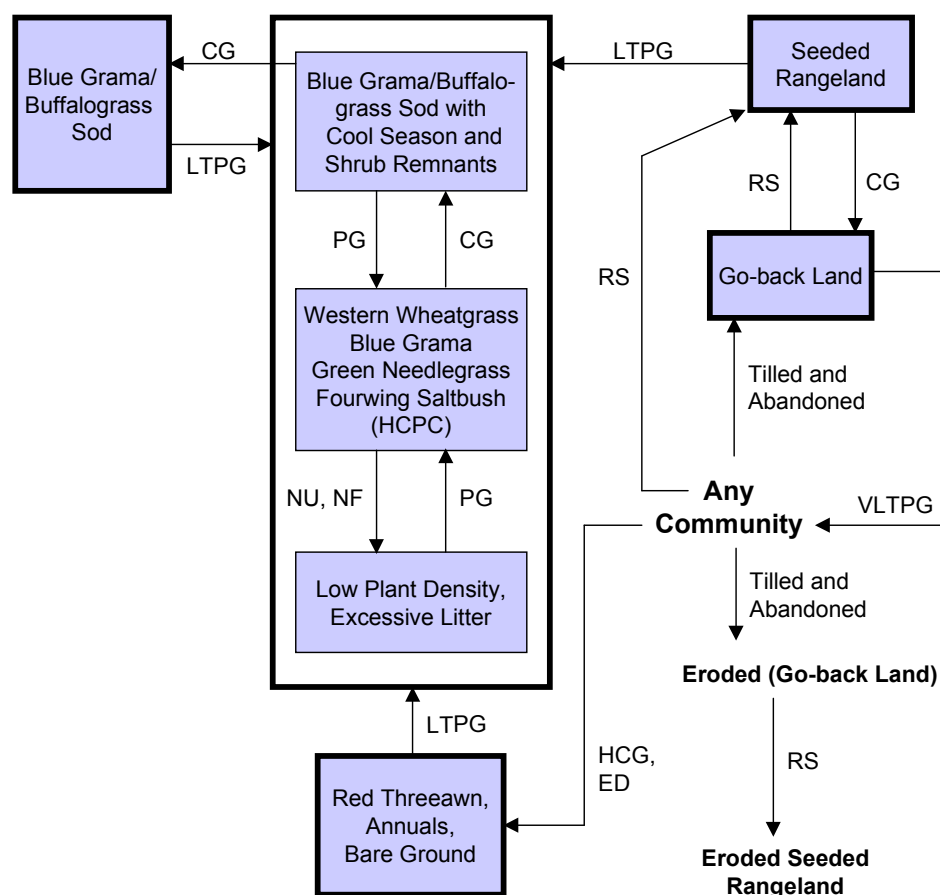 CG
LTPG
Blue Grama/
Buffalograss
Sod
LTPG
Blue Grama/Buffalo-
grass Sod with
Cool Season and
Shrub Remnants
Seeded
Rangeland
PG
CG
RS
RS
CG
Go-back Land
Western Wheatgrass
Blue Grama
Green Needlegrass
Fourwing Saltbush
(HCPC)
Tilled and
Abandoned
NU, NF
PG
Any
Community
VLTPG
Low Plant Density,
Excessive Litter
Tilled and
Abandoned
Eroded (Go-back Land)
LTPG
HCG,
ED
RS
Red Threeawn,
Annuals,
Bare Ground
Eroded Seeded
Rangeland